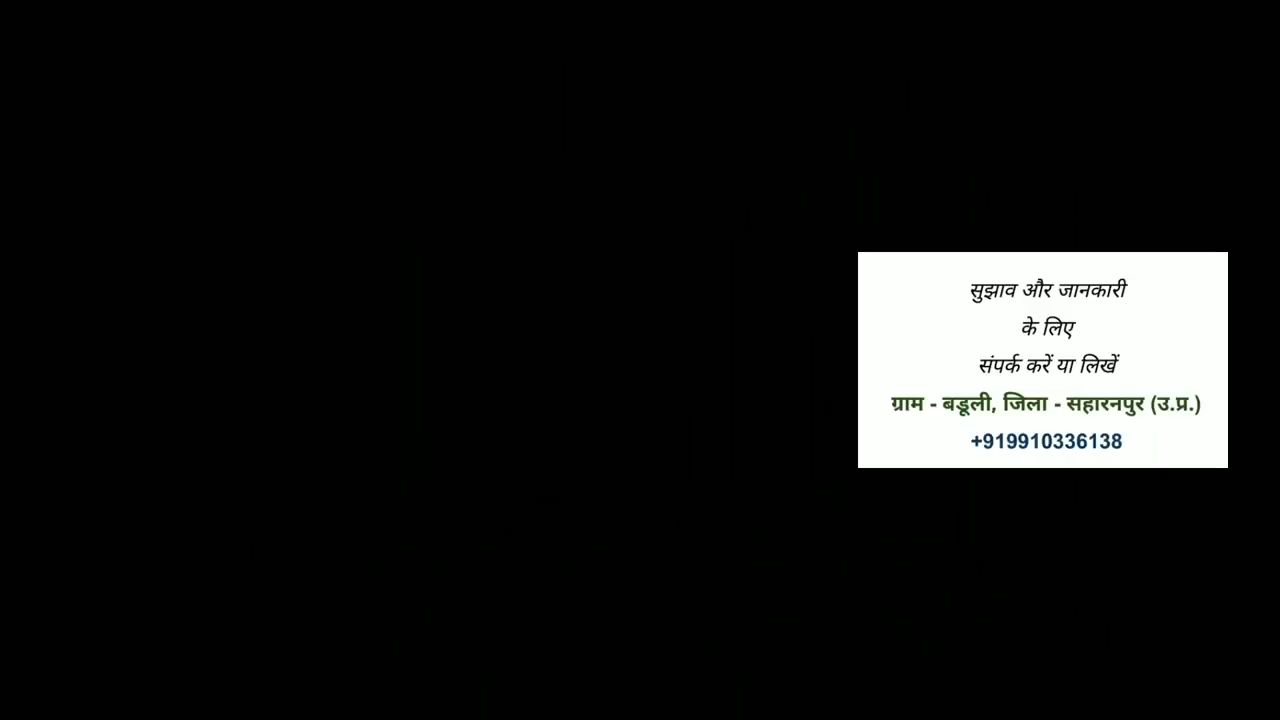 सुझाव और जानकारी
के लिए
संपर्क करें या लिखें
ग्राम - बडूली, जिला - सहारनपुर (उ.प्र.)
+919910336138